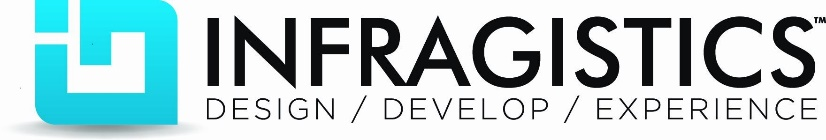 INFRAGISTICS™
DESIGN / DEVELOP / EXPERIENCE